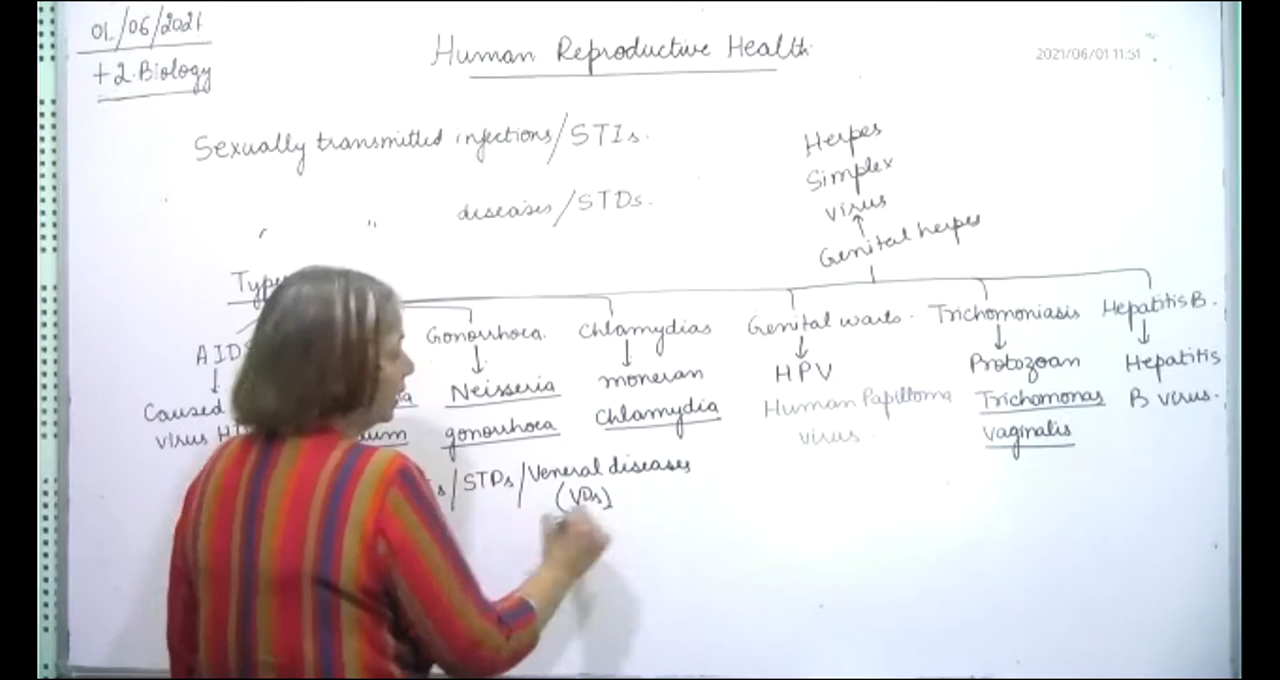 01/06/2021
+2 Biology
Human Reproductive Health
2021/06/01 11:51
Sexually transmitted infections/STIs.
" " diseases/STDs.
Herpes
Simplex
virus
Genital herpes
Type
AIDS
Caused
virus HI
Gonorrhoea.
Neisseria
gonorrhoea
Chlamydias
moneran
Chlamydia
Genital warts.
HPV
Human Papilloma
virus
Trichomoniasis
Protozoan
Trichomonas
vaginalis
Hepatitis B.
Hepatitis
B virus.
/STDs/Veneral diseases
(VDs)